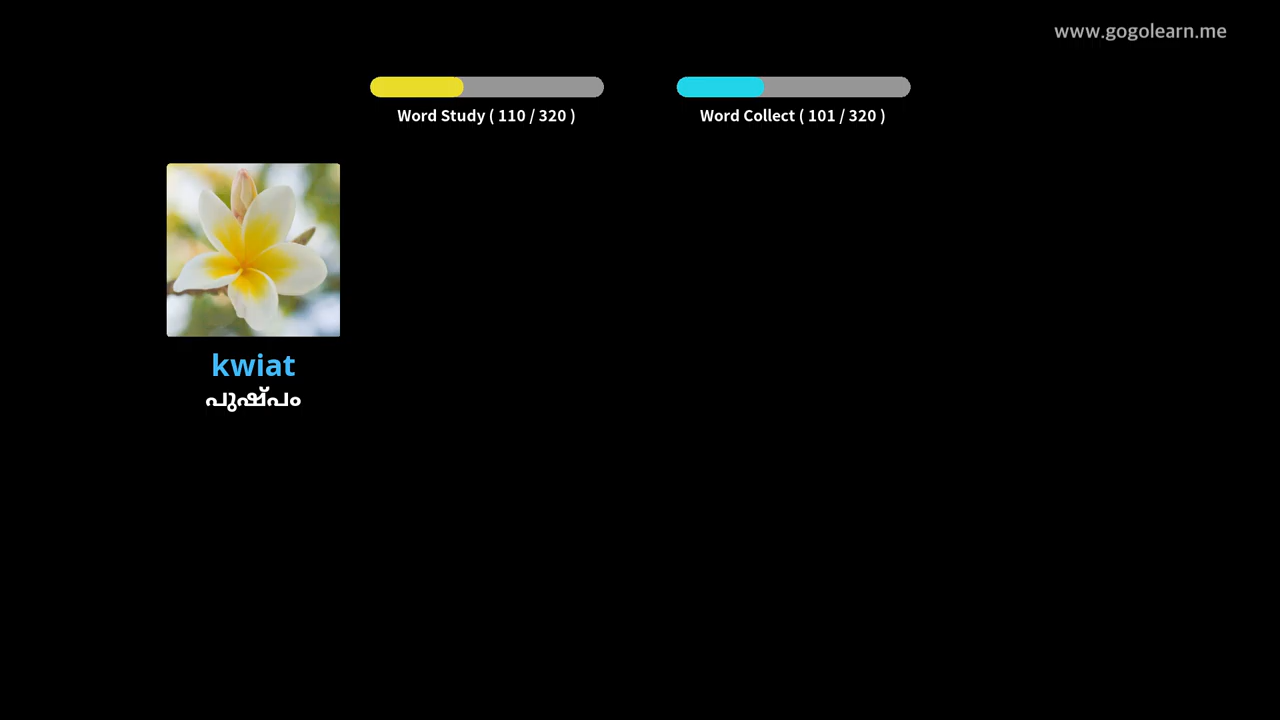 www.gogolearn.me
Word Study ( 110 / 320 )
Word Collect ( 101 / 320 )
kwiat
പുഷ്പം